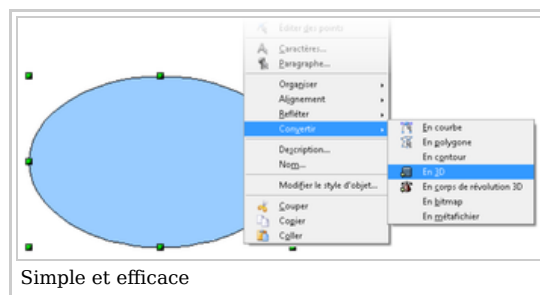 Éditer des points
Caractères...
Paragraphe...
Organiser
Alignement
Refléter
Convertir
Description...
Nom...
Modifier le style d'objet...
Couper
Copier
Coller
En courbe
En polygone
En contour
En 3D
En corps de révolution 3D
En bitmap
En métafichier
Simple et efficace